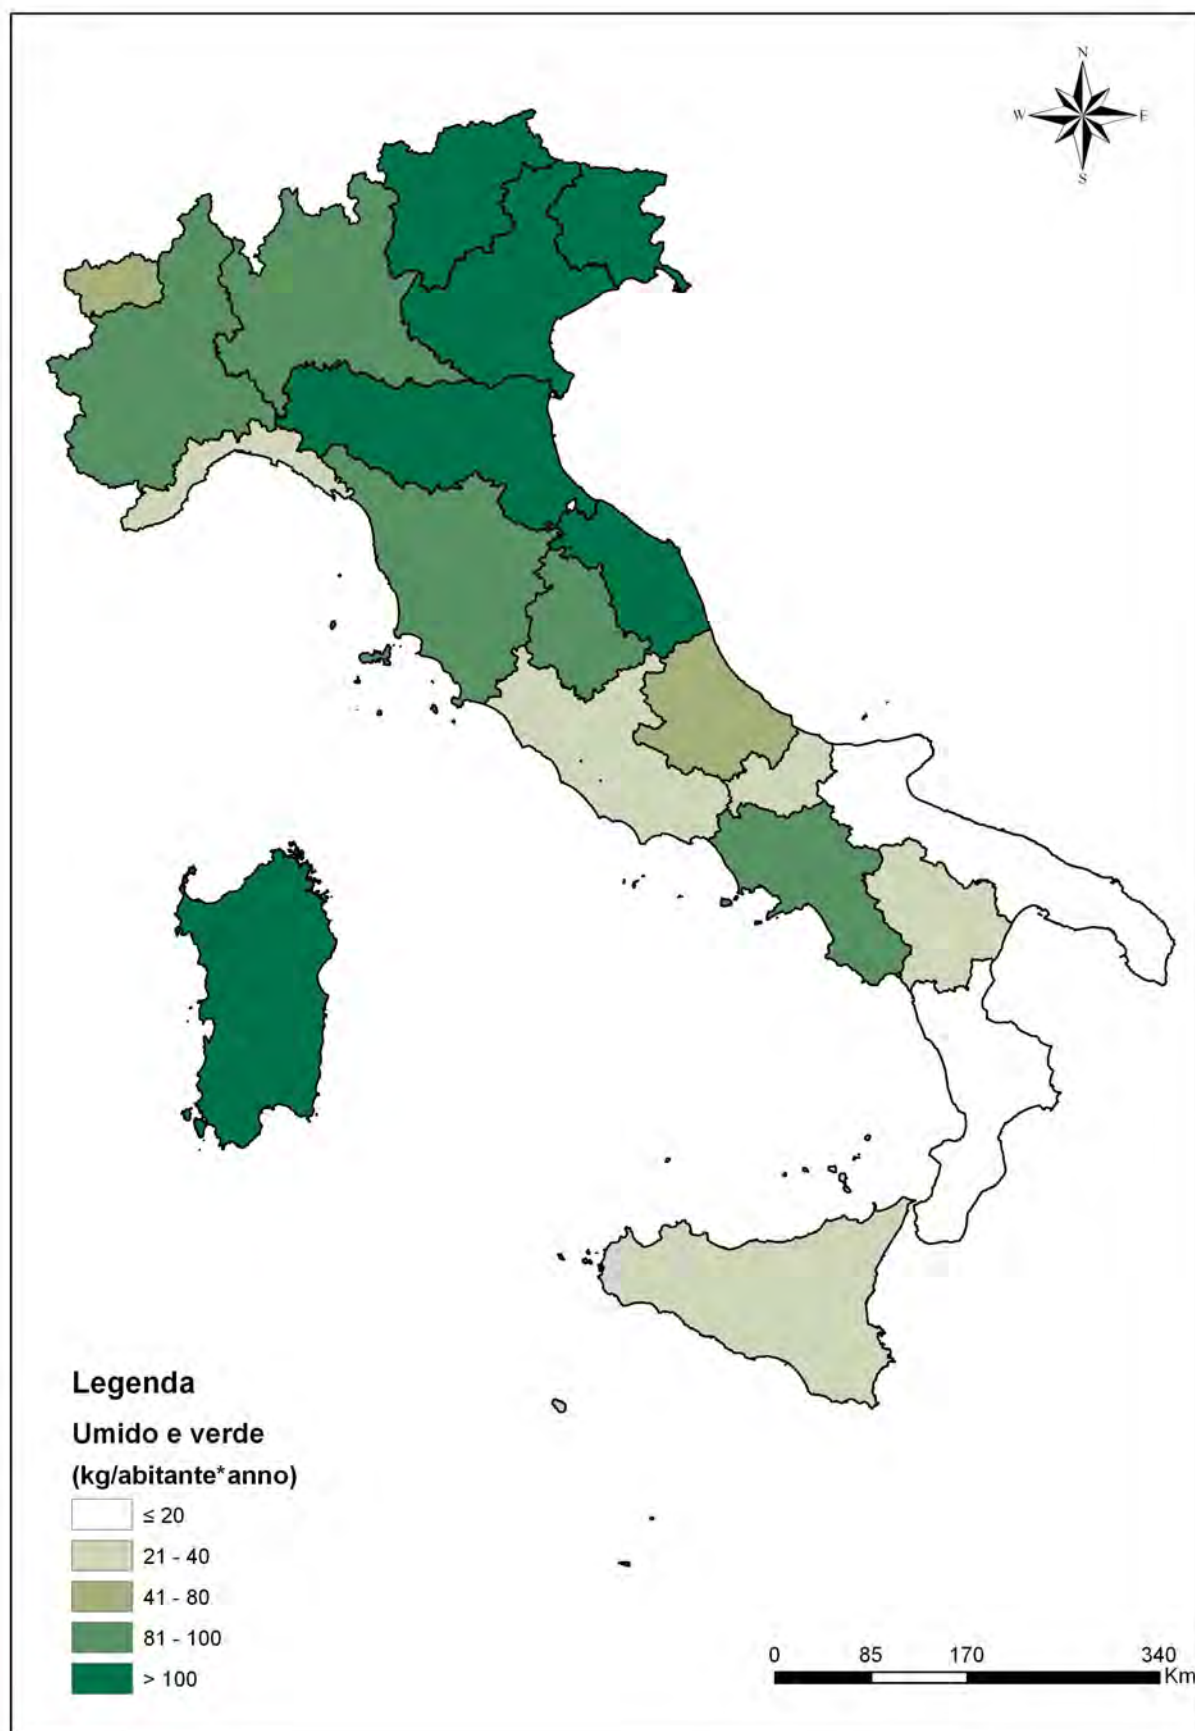 N
W E
S
Legenda
Umido e verde
(kg/abitante*anno)
≤ 20
21 - 40
41 - 80
81 - 100
> 100
0 85 170 340
Km